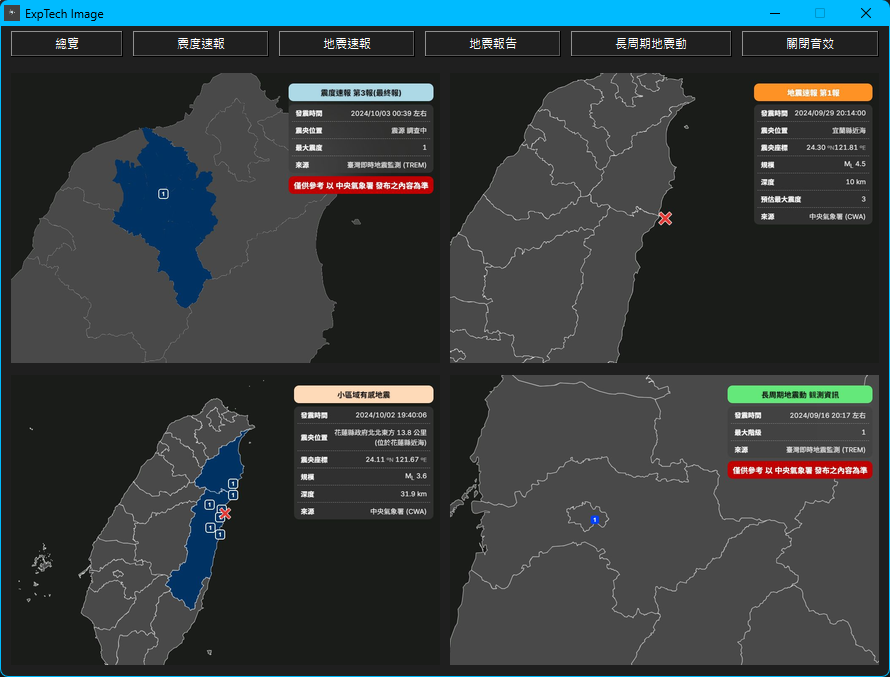 ExpTech Image
總覽
震度速報
地震速報
地震報告
長周期地震動
關閉音效
震度速報 第3報(最終報)
發震時間 2024/10/03 00:39 左右
震央位置 震源 調查中
最大震度 1
來源 臺灣即時地震監測 (TREM)
僅供參考 以 中央氣象署 發布之內容為準
1
地震速報 第1報
發震時間 2024/09/29 20:14:00
震央位置 宜蘭縣近海
震央座標 24.30 °N 121.81 °E
規模 ML 4.5
深度 10 km
預估最大震度 3
來源 中央氣象署 (CWA)
小區域有感地震
發震時間 2024/10/02 19:40:06
震央位置 花蓮縣政府北北東方 13.8 公里
(位於花蓮縣近海)
震央座標 24.11 °N 121.67 °E
規模 ML 3.6
深度 31.9 km
來源 中央氣象署 (CWA)
1
1
1
1
1
1
長周期地震動 觀測資訊
發震時間 2024/09/16 20:17 左右
最大階級 1
來源 臺灣即時地震監測 (TREM)
僅供參考 以 中央氣象署 發布之內容為準
1